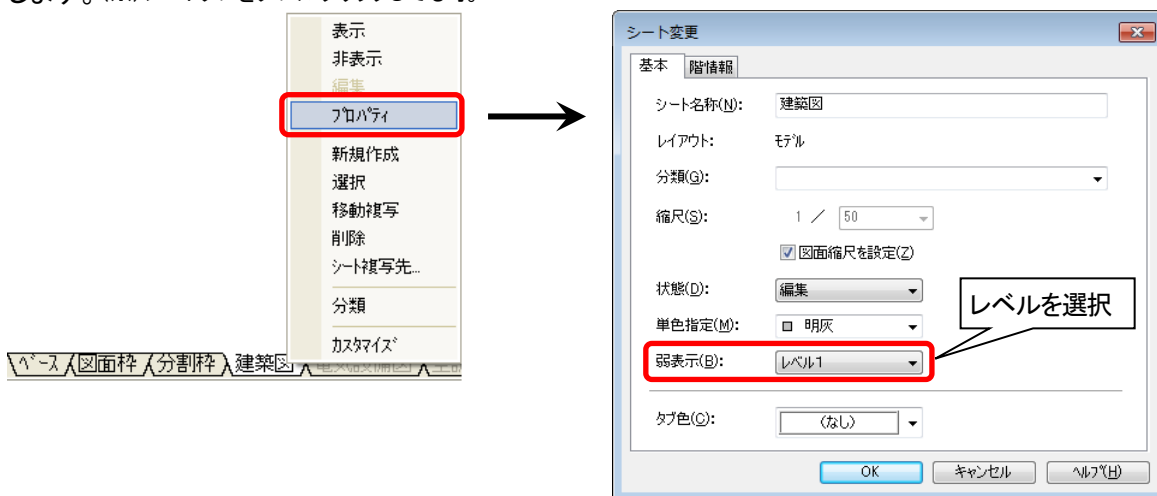 表示
非表示
編集
ﾌﾟﾛﾊﾟﾃｨ
新規作成
選択
移動複写
削除
ｼｰﾄ複写先...
分類
ｶｽﾀﾏｲｽﾞ
ﾍﾞｰｽ 図面枠 分割枠 建築図
シート変更
基本 階情報
シート名称(N): 建築図
レイアウト: ﾓﾃﾞﾙ
分類(G):
縮尺(S): 1 ／ 50
図面縮尺を設定(Z)
状態(D): 編集
単色指定(M): 明灰
弱表示(B): ﾚﾍﾞﾙ1
レベルを選択
タブ色(C): (なし)
OK キャンセル ﾍﾙﾌﾟ(H)